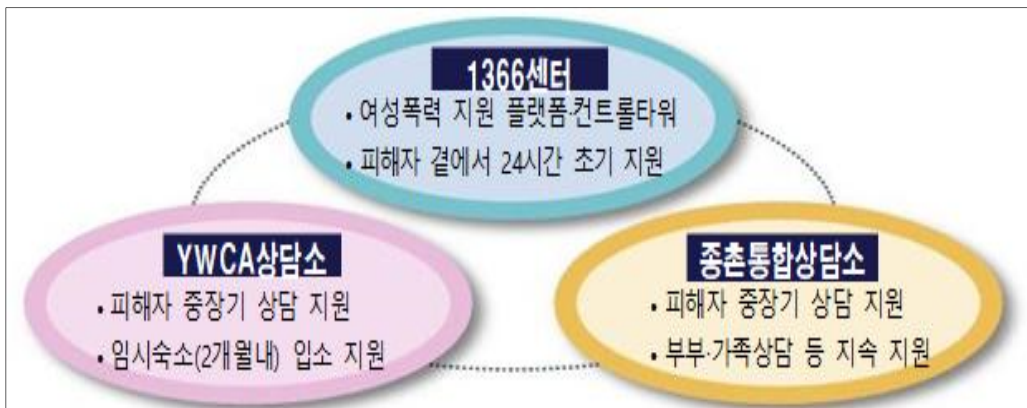 1366센터
• 여성폭력 지원 플랫폼·컨트롤타워
• 피해자 곁에서 24시간 초기 지원
YWCA상담소
• 피해자 중장기 상담 지원
• 임시숙소(2개월내) 입소 지원
종촌통합상담소
• 피해자 중장기 상담 지원
• 부부·가족상담 등 지속 지원